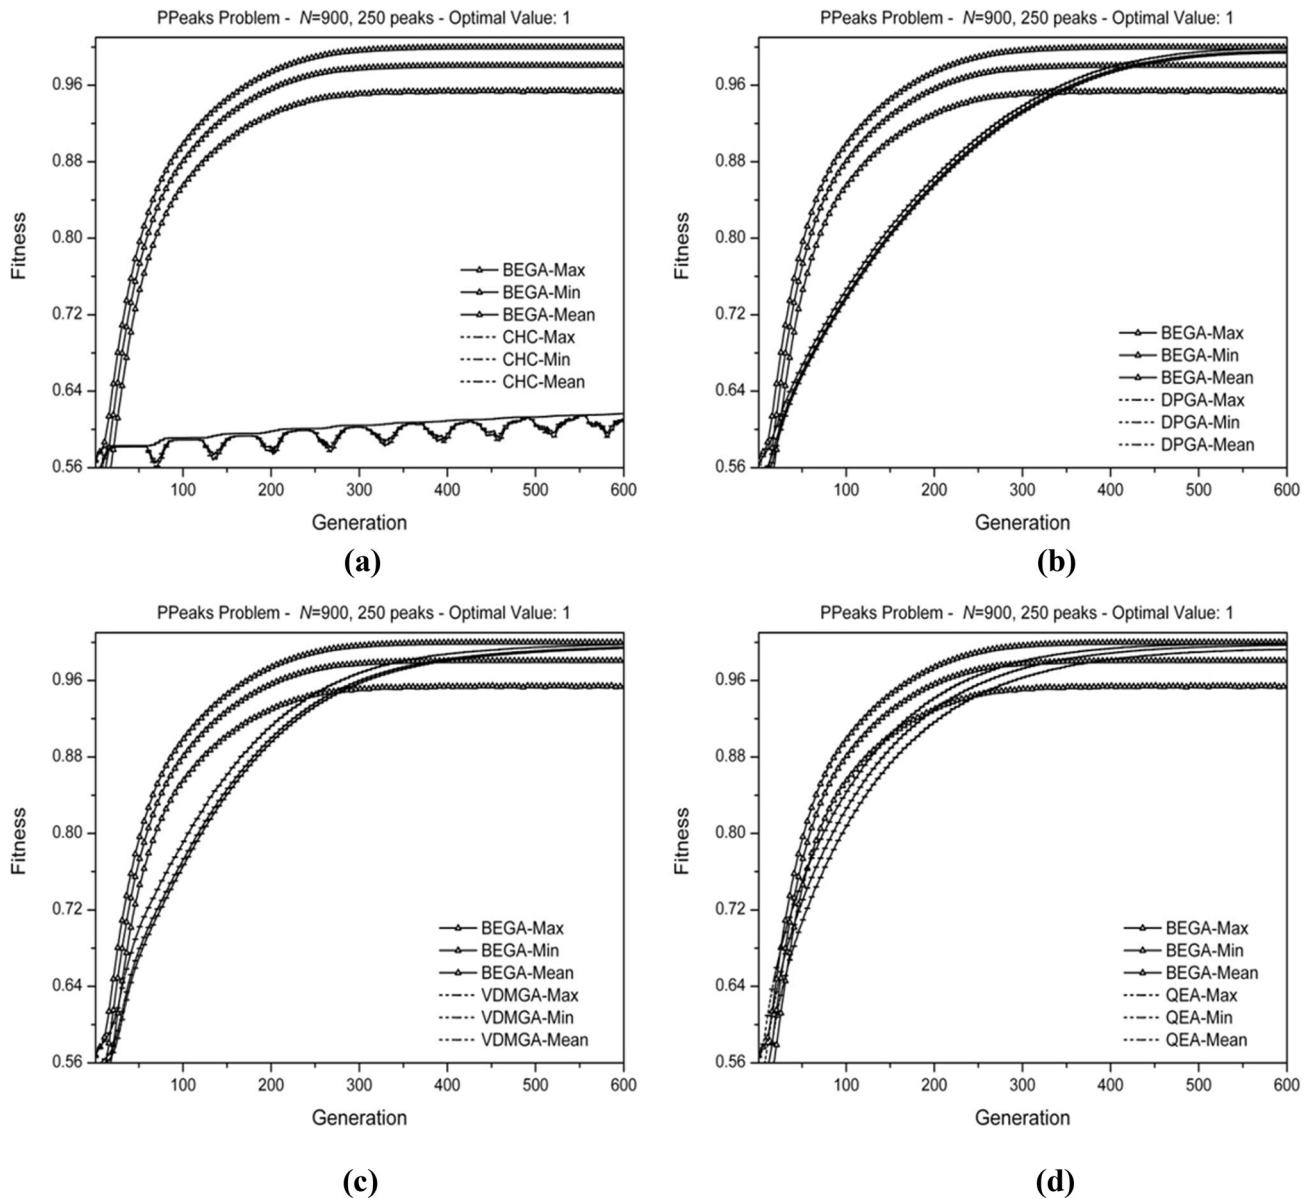 PPeaks Problem - N=900, 250 peaks - Optimal Value: 1
0.96
0.88
0.80
0.72
0.64
0.56
Fitness
BEGA-Max
BEGA-Min
BEGA-Mean
CHC-Max
CHC-Min
CHC-Mean
100 200 300 400 500 600
Generation
(a)
PPeaks Problem - N=900, 250 peaks - Optimal Value: 1
0.96
0.88
0.80
0.72
0.64
0.56
Fitness
BEGA-Max
BEGA-Min
BEGA-Mean
DPGA-Max
DPGA-Min
DPGA-Mean
100 200 300 400 500 600
Generation
(b)
PPeaks Problem - N=900, 250 peaks - Optimal Value: 1
0.96
0.88
0.80
0.72
0.64
0.56
Fitness
BEGA-Max
BEGA-Min
BEGA-Mean
VDMGA-Max
VDMGA-Min
VDMGA-Mean
100 200 300 400 500 600
Generation
(c)
PPeaks Problem - N=900, 250 peaks - Optimal Value: 1
0.96
0.88
0.80
0.72
0.64
0.56
Fitness
BEGA-Max
BEGA-Min
BEGA-Mean
QEA-Max
QEA-Min
QEA-Mean
100 200 300 400 500 600
Generation
(d)